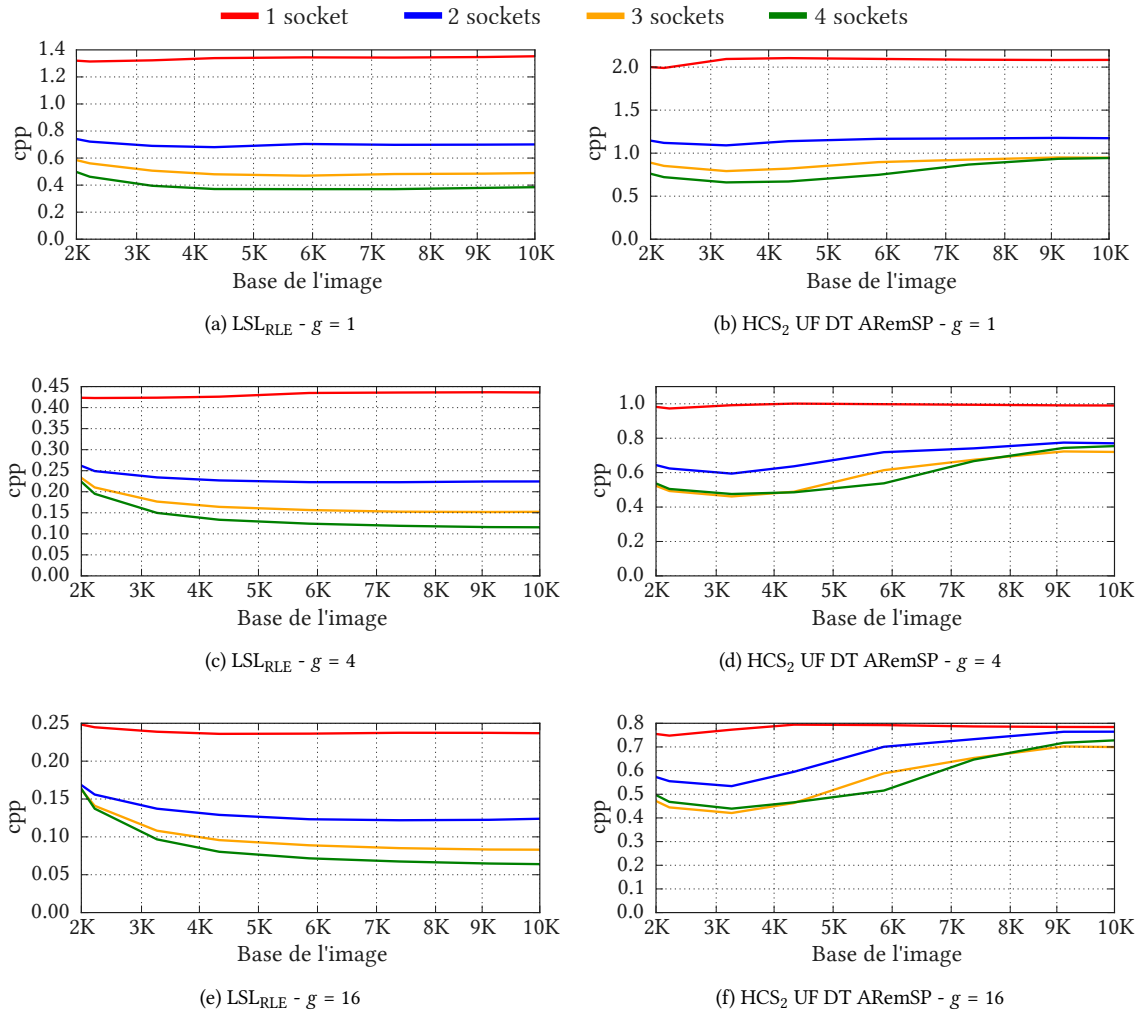 1 socket 2 sockets 3 sockets 4 sockets
1.4
1.2
1.0
0.8
0.6
0.4
0.2
0.0
cpp
2K 3K 4K 5K 6K 7K 8K 9K 10K
Base de l'image
(a) LSL_RLE - g = 1
2.0
1.5
1.0
0.5
0.0
cpp
2K 3K 4K 5K 6K 7K 8K 9K 10K
Base de l'image
(b) HCS₂ UF DT ARemSP - g = 1
0.45
0.40
0.35
0.30
0.25
0.20
0.15
0.10
0.05
0.00
cpp
2K 3K 4K 5K 6K 7K 8K 9K 10K
Base de l'image
(c) LSL_RLE - g = 4
1.0
0.8
0.6
0.4
0.2
0.0
cpp
2K 3K 4K 5K 6K 7K 8K 9K 10K
Base de l'image
(d) HCS₂ UF DT ARemSP - g = 4
0.25
0.20
0.15
0.10
0.05
0.00
cpp
2K 3K 4K 5K 6K 7K 8K 9K 10K
Base de l'image
(e) LSL_RLE - g = 16
0.8
0.7
0.6
0.5
0.4
0.3
0.2
0.1
0.0
cpp
2K 3K 4K 5K 6K 7K 8K 9K 10K
Base de l'image
(f) HCS₂ UF DT ARemSP - g = 16